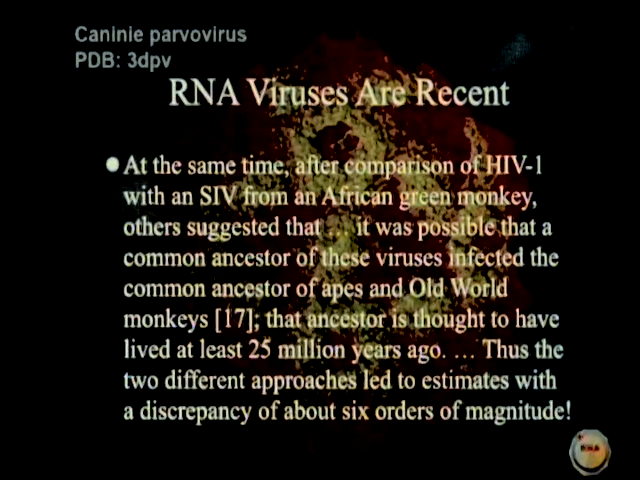 Caninie parvovirus
PDB: 3dpv
RNA Viruses Are Recent
At the same time, after comparison of HIV-1
with an SIV from an African green monkey,
others suggested that … it was possible that a
common ancestor of these viruses infected the
common ancestor of apes and Old World
monkeys [17]; that ancestor is thought to have
lived at least 25 million years ago. … Thus the
two different approaches led to estimates with
a discrepancy of about six orders of magnitude!